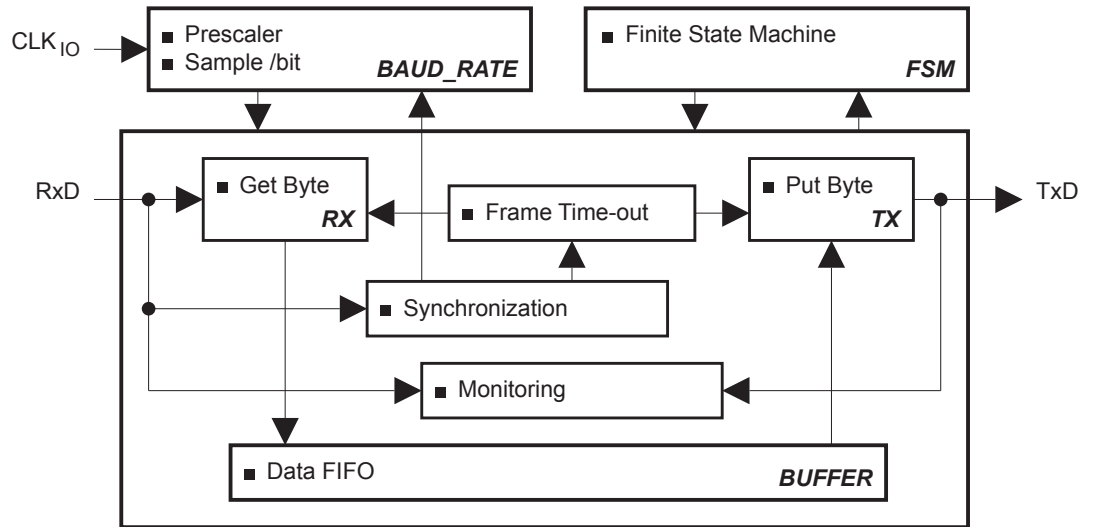 CLK IO
■ Prescaler
■ Sample /bit
BAUD_RATE
■ Finite State Machine
FSM
RxD
■ Get Byte
RX
■ Frame Time-out
■ Put Byte
TX
TxD
■ Synchronization
■ Monitoring
■ Data FIFO
BUFFER